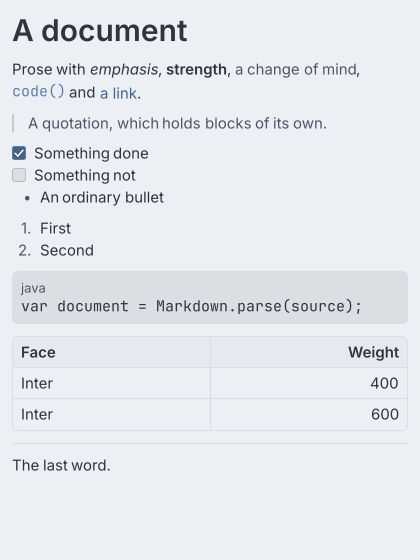 A document
Prose with emphasis, strength, a change of mind,
code() and a link.
A quotation, which holds blocks of its own.
Something done
Something not
• An ordinary bullet
1. First
2. Second
java
var document = Markdown.parse(source);
Face Weight
Inter 400
Inter 600
The last word.